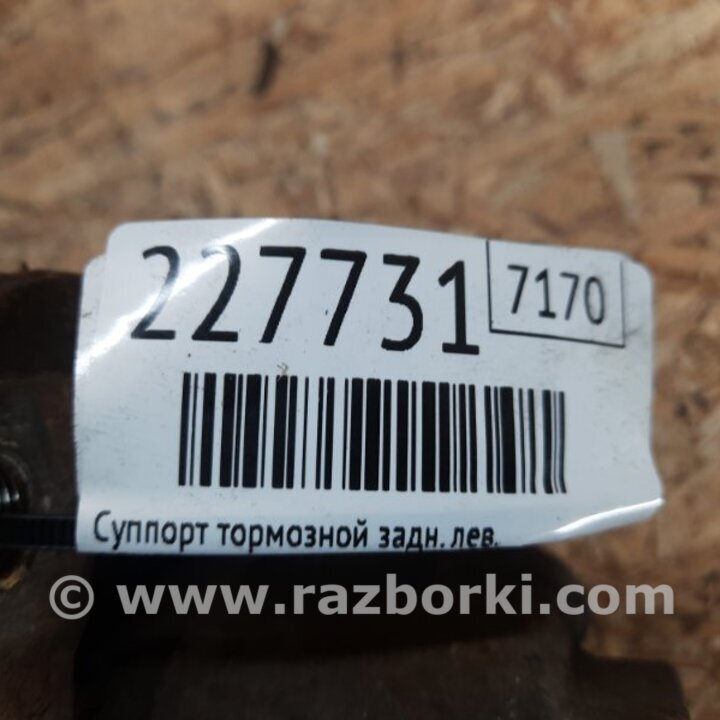 227731 7170
Суппорт тормозной задн. лев.
© www.razborki.com